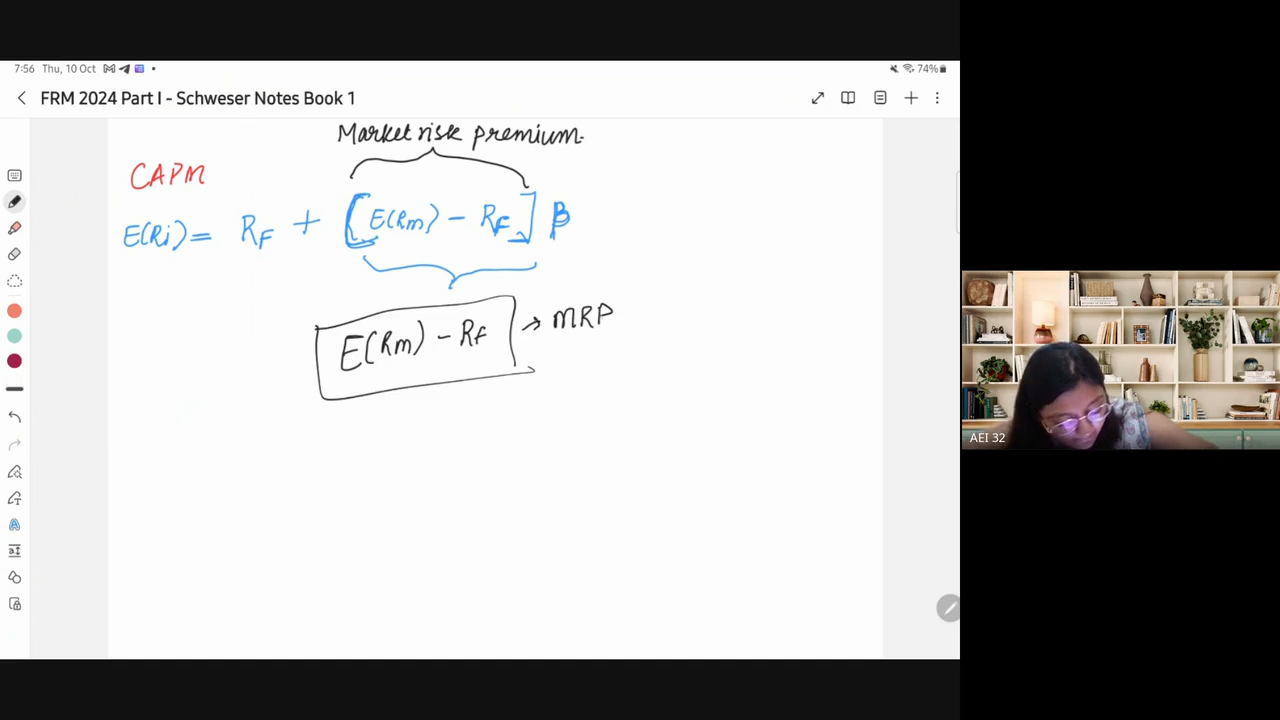 7:56 Thu, 10 Oct
74%
FRM 2024 Part I - Schweser Notes Book 1
Market risk premium.
CAPM
E(Ri) = RF + [E(Rm) - RF] β
E(Rm) - Rf → MRP
AEI 32